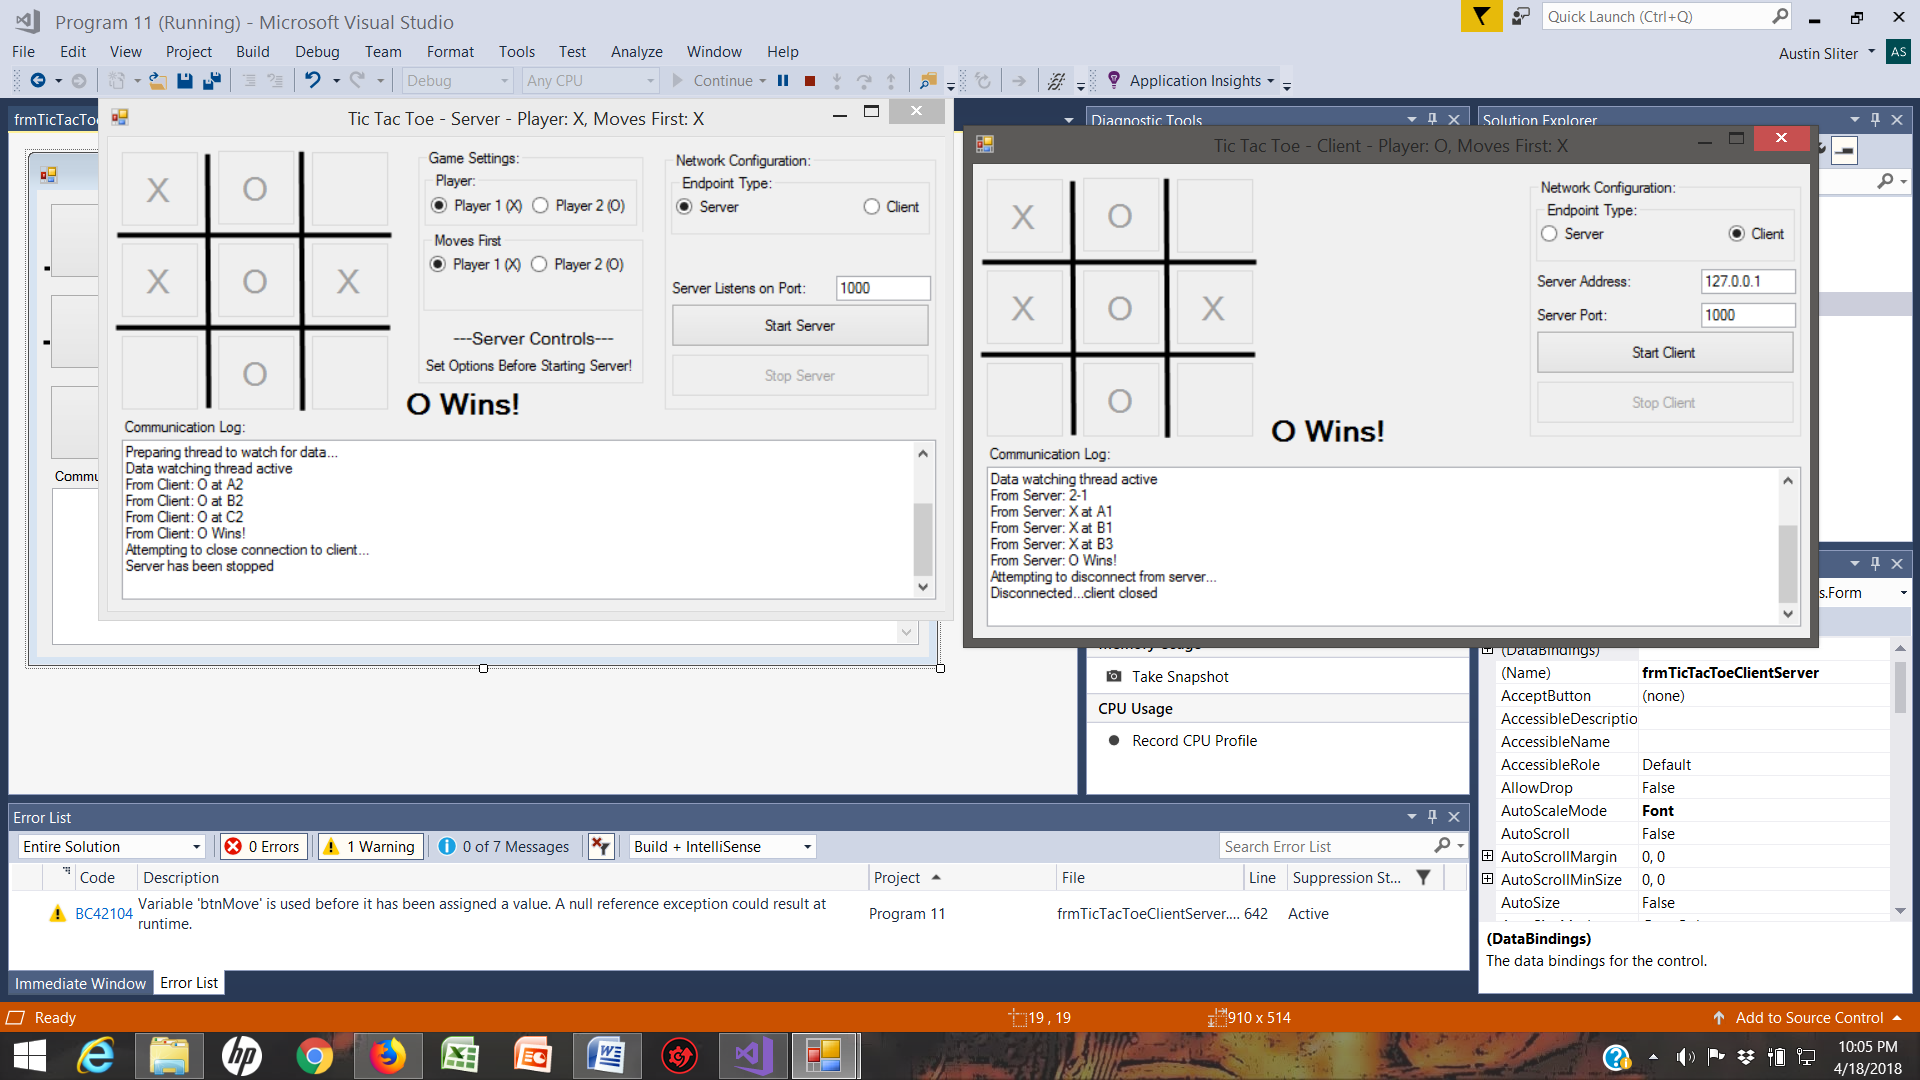 Program 11 (Running) - Microsoft Visual Studio
Quick Launch (Ctrl+Q)
File Edit View Project Build Debug Team Format Tools Test Analyze Window Help
Austin Sliter AS
Debug Any CPU Continue Application Insights
frmTicTacTo
Diagnostic Tools
Solution Explorer
Tic Tac Toe - Server - Player: X, Moves First: X
X O
X O X
O
Game Settings:
Player:
Player 1 (X) Player 2 (O)
Moves First
Player 1 (X) Player 2 (O)
---Server Controls---
Set Options Before Starting Server!
Network Configuration:
Endpoint Type:
Server Client
Server Listens on Port: 1000
Start Server
Stop Server
O Wins!
Communication Log:
Preparing thread to watch for data...
Data watching thread active
From Client: O at A2
From Client: O at B2
From Client: O at C2
From Client: O Wins!
Attempting to close connection to client...
Server has been stopped
Commu
Tic Tac Toe - Client - Player: O, Moves First: X
X O
X O X
O
Network Configuration:
Endpoint Type:
Server Client
Server Address: 127.0.0.1
Server Port: 1000
Start Client
Stop Client
O Wins!
Communication Log:
Data watching thread active
From Server: 2-1
From Server: X at A1
From Server: X at B1
From Server: X at B3
From Server: O Wins!
Attempting to disconnect from server...
Disconnected...client closed
Memory Usage
Take Snapshot
CPU Usage
Record CPU Profile
s.Form
(DataBindings)
(Name) frmTicTacToeClientServer
AcceptButton (none)
AccessibleDescriptio
AccessibleName
AccessibleRole Default
AllowDrop False
AutoScaleMode Font
AutoScroll False
AutoScrollMargin 0, 0
AutoScrollMinSize 0, 0
AutoSize False
(DataBindings)
The data bindings for the control.
Error List
Entire Solution 0 Errors 1 Warning 0 of 7 Messages Build + IntelliSense
Search Error List
Code Description Project File Line Suppression St...
BC42104 Variable 'btnMove' is used before it has been assigned a value. A null reference exception could result at runtime. Program 11 frmTicTacToeClientServer.... 642 Active
Immediate Window Error List
Ready 19 , 19 910 x 514 Add to Source Control
10:05 PM
4/18/2018